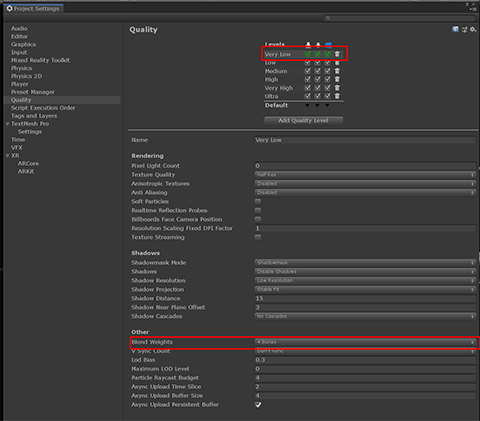 Project Settings
Audio
Editor
Graphics
Input
Mixed Reality Toolkit
Physics
Physics 2D
Player
Preset Manager
Quality
Script Execution Order
Tags and Layers
TextMesh Pro
Settings
Time
VFX
XR
ARCore
ARKit
Quality
Levels
Very Low
Low
Medium
High
Very High
Ultra
Default
Add Quality Level
Name Very Low
Rendering
Pixel Light Count 0
Texture Quality Half Res
Anisotropic Textures Disabled
Anti Aliasing Disabled
Soft Particles
Realtime Reflection Probes
Billboards Face Camera Position
Resolution Scaling Fixed DPI Factor 1
Texture Streaming
Shadows
Shadowmask Mode Shadowmask
Shadows Disable Shadows
Shadow Resolution Low Resolution
Shadow Projection Stable Fit
Shadow Distance 15
Shadow Near Plane Offset 3
Shadow Cascades No Cascades
Other
Blend Weights 4 Bones
V Sync Count Don't Sync
Lod Bias 0.3
Maximum LOD Level 0
Particle Raycast Budget 4
Async Upload Time Slice 2
Async Upload Buffer Size 4
Async Upload Persistent Buffer